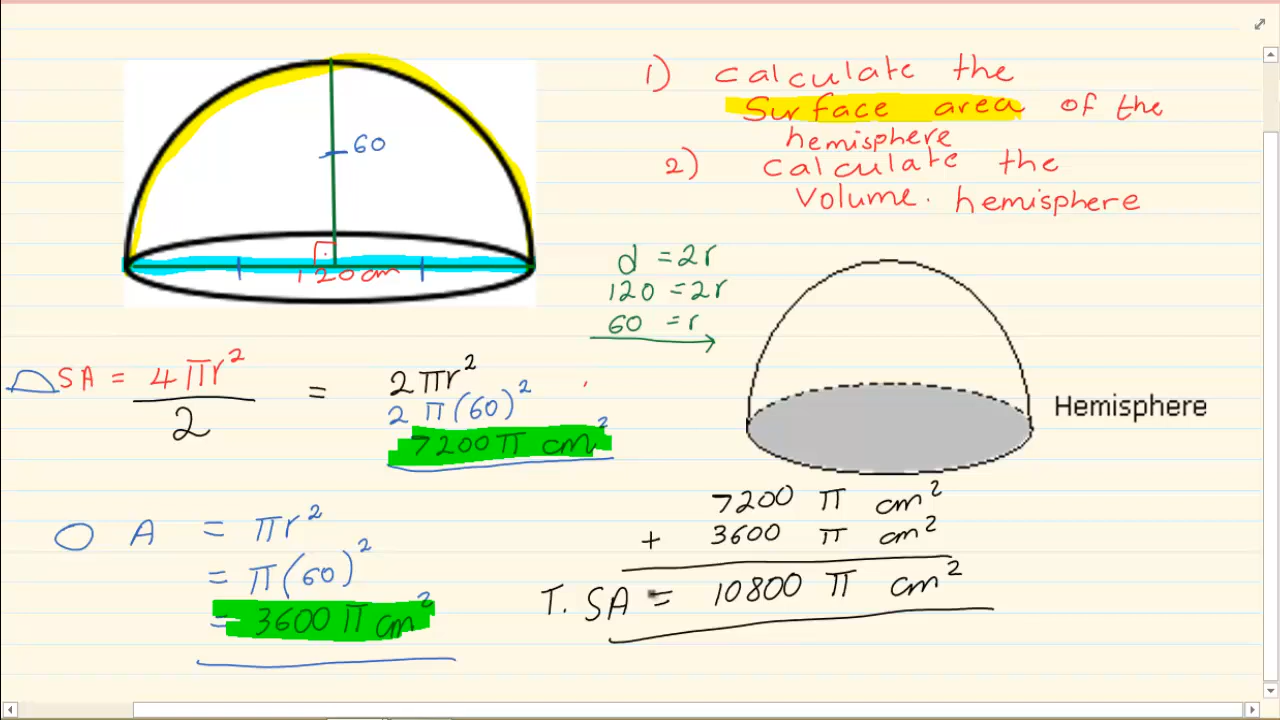 1) Calculate the
Surface area of the
hemisphere
2) Calculate the
Volume. hemisphere
60
120cm
d = 2r
120 = 2r
60 = r
SA = 4πr² / 2 = 2πr²
2 π(60)²
7200π cm²
Hemisphere
A = πr²
= π(60)²
= 3600π cm²
7200 π cm²
+ 3600 π cm²
T. SA = 10800 π cm²